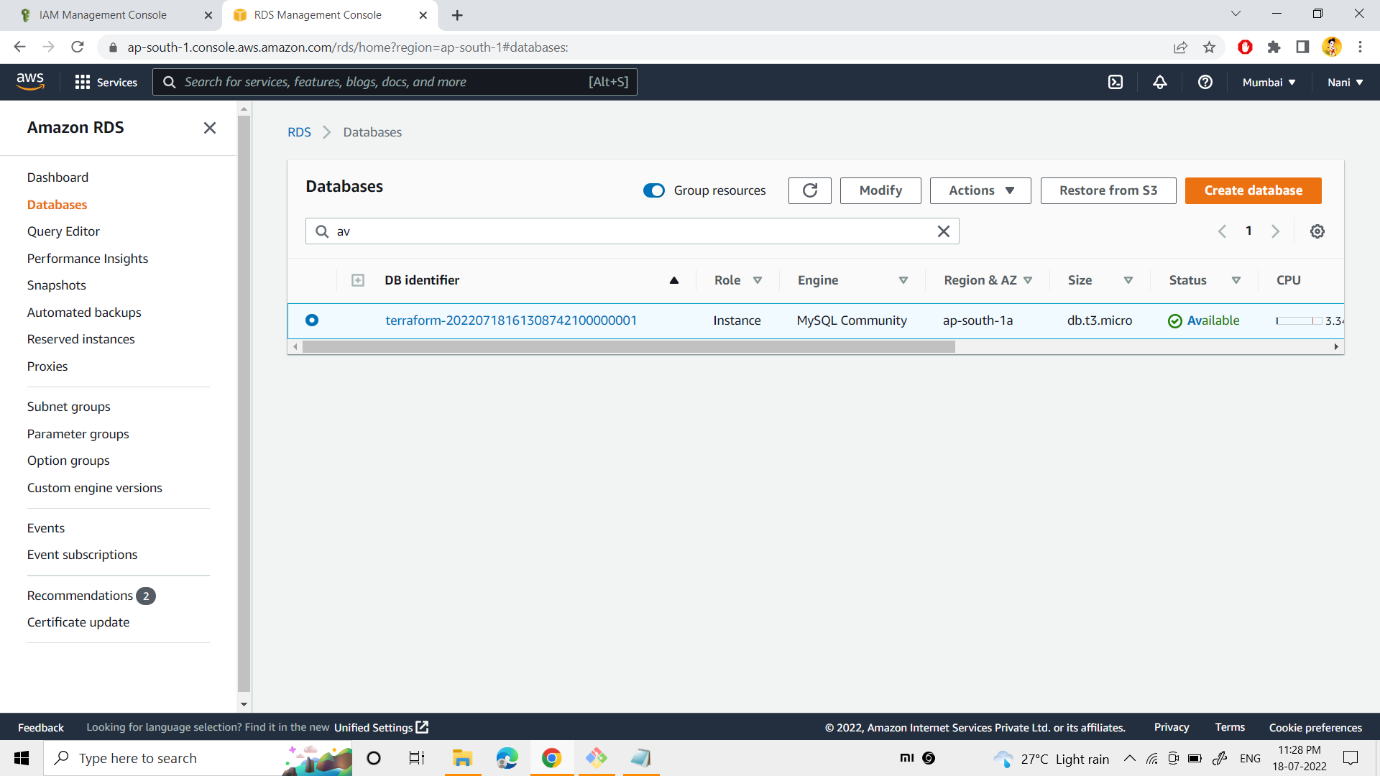 IAM Management Console
RDS Management Console
ap-south-1.console.aws.amazon.com/rds/home?region=ap-south-1#databases:
aws
Services
Search for services, features, blogs, docs, and more
[Alt+S]
Mumbai
Nani
Amazon RDS
Dashboard
Databases
Query Editor
Performance Insights
Snapshots
Automated backups
Reserved instances
Proxies
Subnet groups
Parameter groups
Option groups
Custom engine versions
Events
Event subscriptions
Recommendations 2
Certificate update
RDS > Databases
Databases
Group resources
Modify
Actions
Restore from S3
Create database
av
1
DB identifier Role Engine Region & AZ Size Status CPU
terraform-20220718161308742100000001 Instance MySQL Community ap-south-1a db.t3.micro Available 3.34
Feedback Looking for language selection? Find it in the new Unified Settings
© 2022, Amazon Internet Services Private Ltd. or its affiliates. Privacy Terms Cookie preferences
Type here to search
mi
27°C Light rain
ENG
11:28 PM
18-07-2022